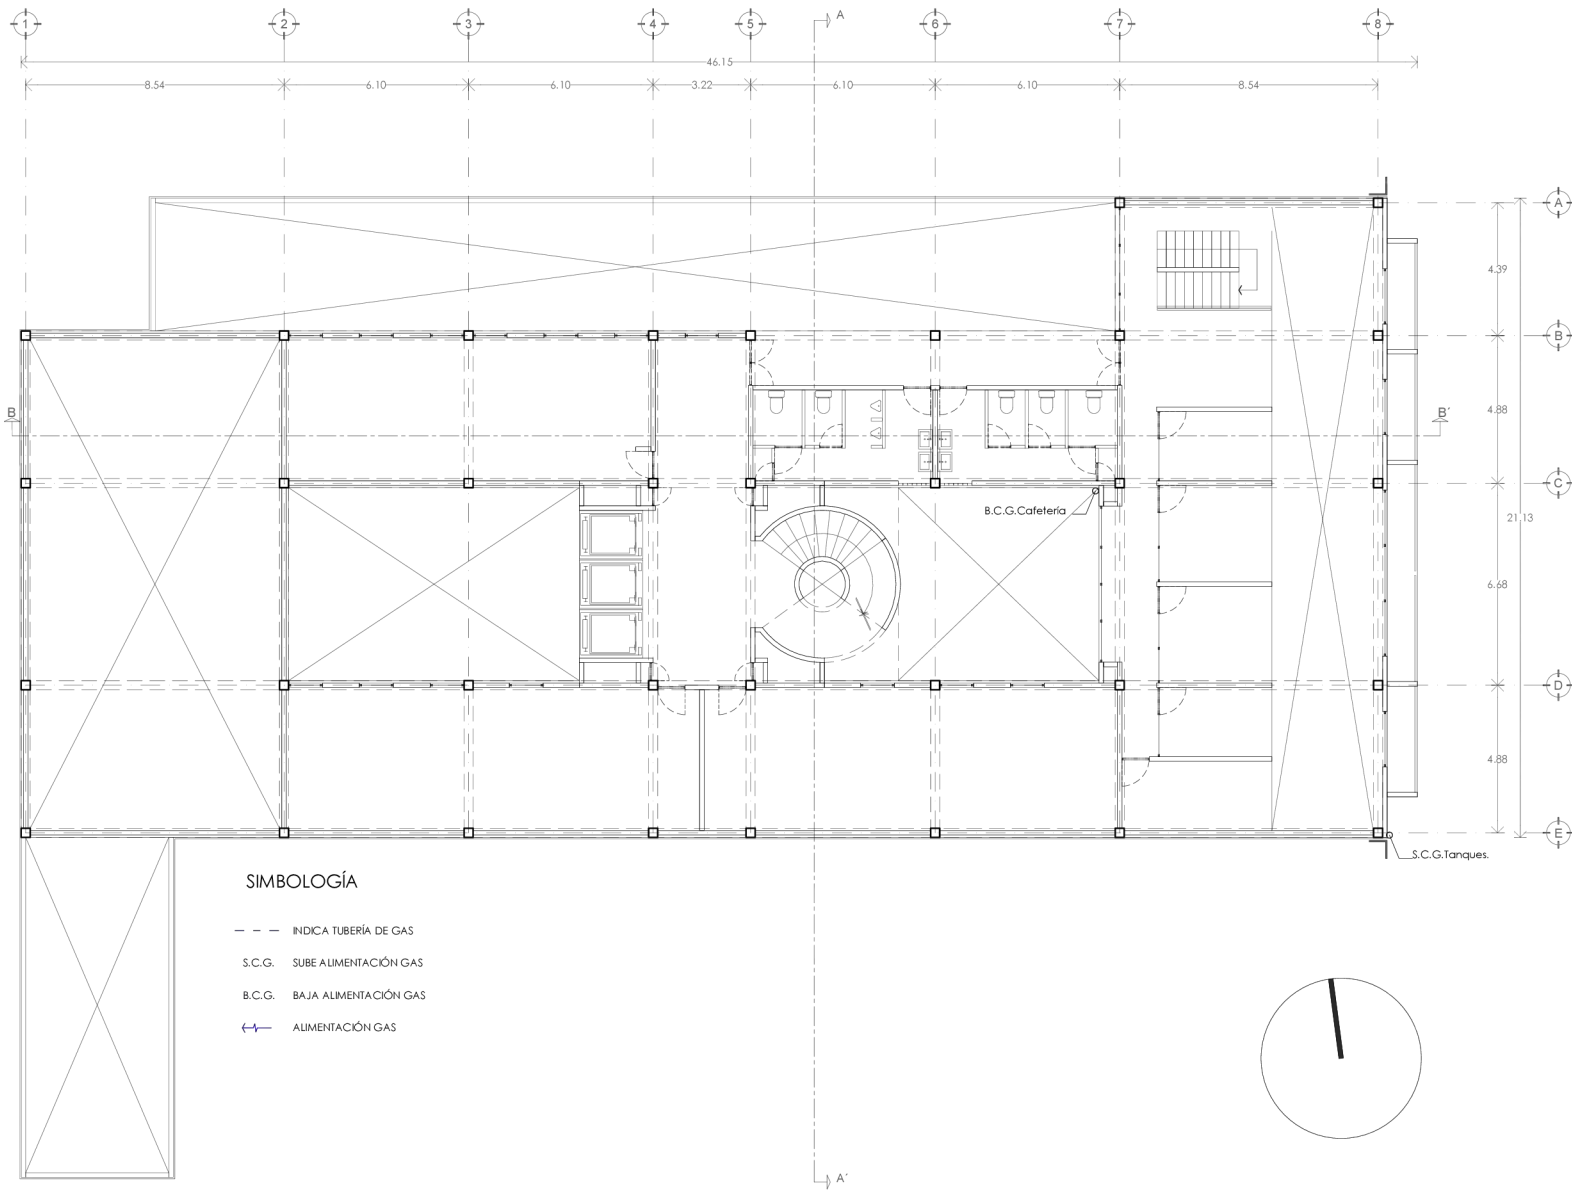 1 2 3 4 5 6 7 8
A
46.15
8.54 6.10 6.10 3.22 6.10 6.10 8.54
A
4.39
B
B B´
4.88
C
B.C.G.Cafetería
21.13
6.68
D
4.88
E
S.C.G.Tanques.
SIMBOLOGÍA
INDICA TUBERÍA DE GAS
S.C.G. SUBE ALIMENTACIÓN GAS
B.C.G. BAJA ALIMENTACIÓN GAS
ALIMENTACIÓN GAS
A´